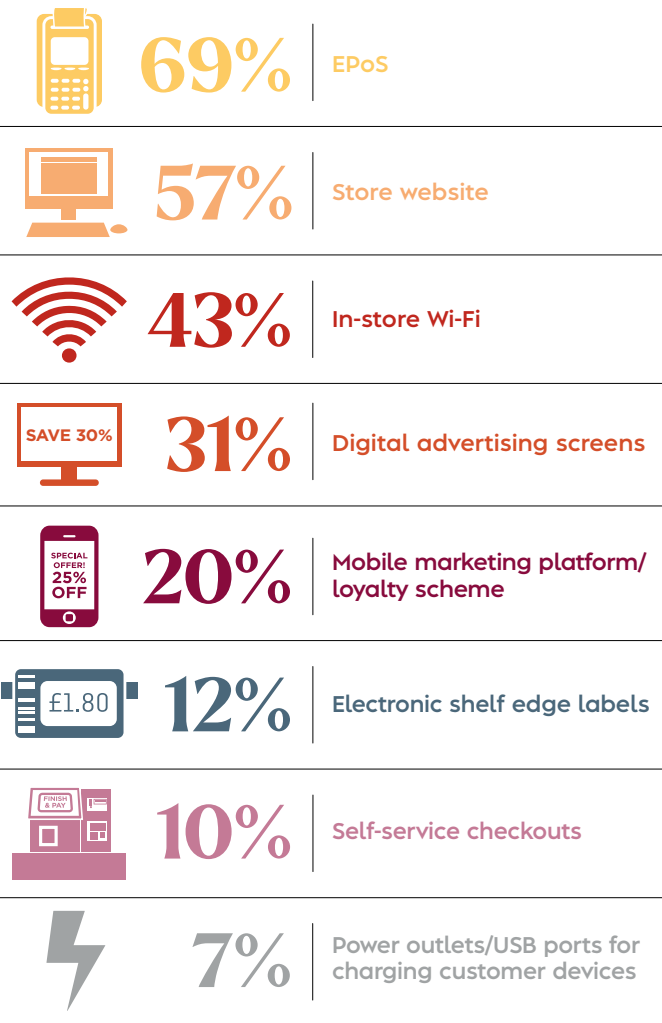 69%
EPoS
57%
Store website
43%
In-store Wi-Fi
SAVE 30%
31%
Digital advertising screens
SPECIAL
OFFER!
25%
OFF
20%
Mobile marketing platform/
loyalty scheme
£1.80
12%
Electronic shelf edge labels
FINISH
& PAY
10%
Self-service checkouts
7%
Power outlets/USB ports for
charging customer devices